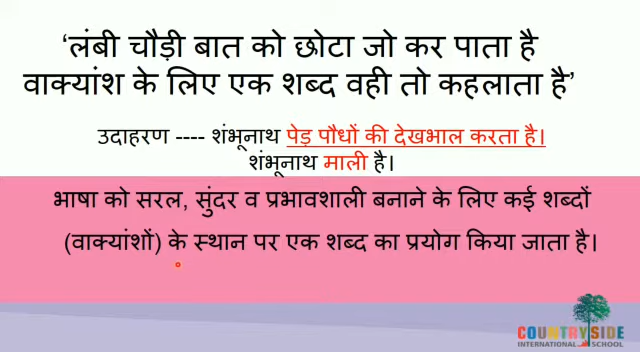 ‘लंबी चौड़ी बात को छोटा जो कर पाता है
वाक्यांश के लिए एक शब्द वही तो कहलाता है’
उदाहरण ---- शंभूनाथ पेड़ पौधों की देखभाल करता है।
शंभूनाथ माली है।
भाषा को सरल, सुंदर व प्रभावशाली बनाने के लिए कई शब्दों
(वाक्यांशों) के स्थान पर एक शब्द का प्रयोग किया जाता है।
COUNTRYSIDE
INTERNATIONAL SCHOOL